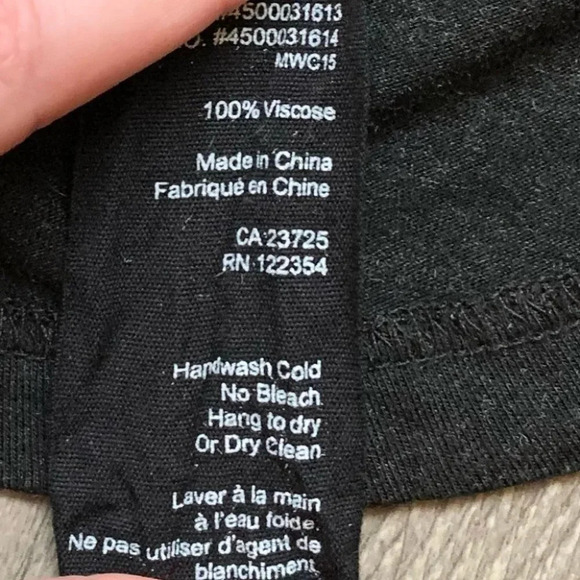 #4500031613
O. #4500031614
MWC15
100% Viscose
Made in China
Fabriqué en Chine
CA 23725
RN 122354
Handwash Cold
No Bleach
Hang to dry
Or Dry Clean
Laver à la main
à l'eau foide.
Ne pas utiliser d'agent de
blanchiment